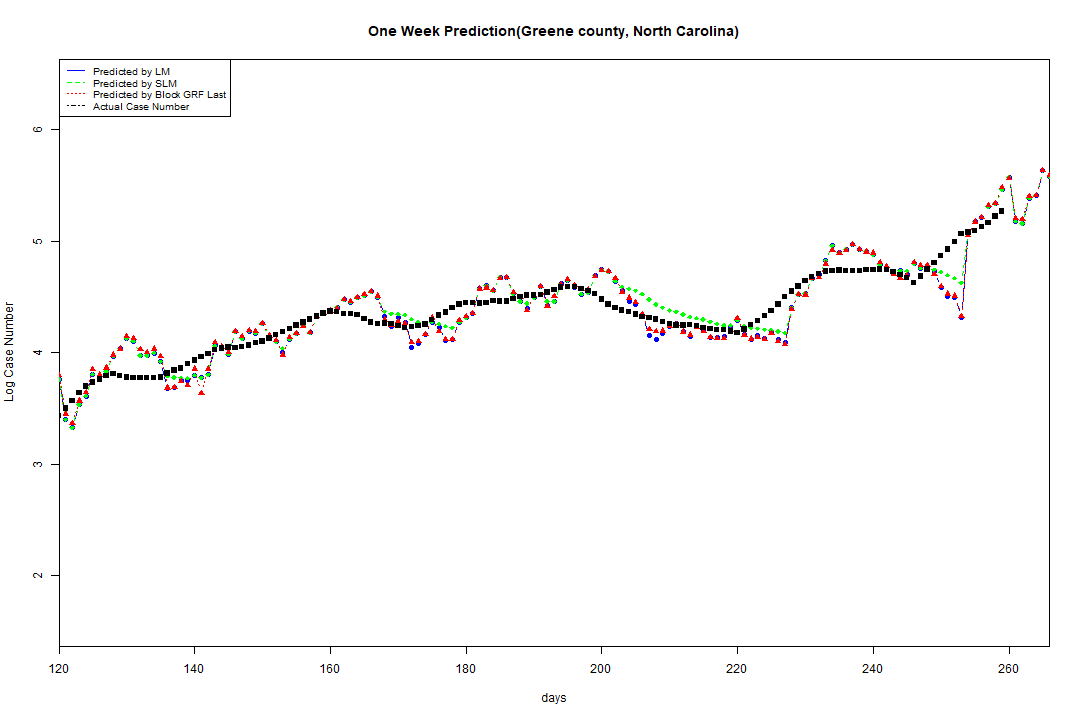 One Week Prediction(Greene county, North Carolina)
Predicted by LM
Predicted by SLM
Predicted by Block GRF Last
Actual Case Number
6
5
4
3
2
Log Case Number
120 140 160 180 200 220 240 260
days